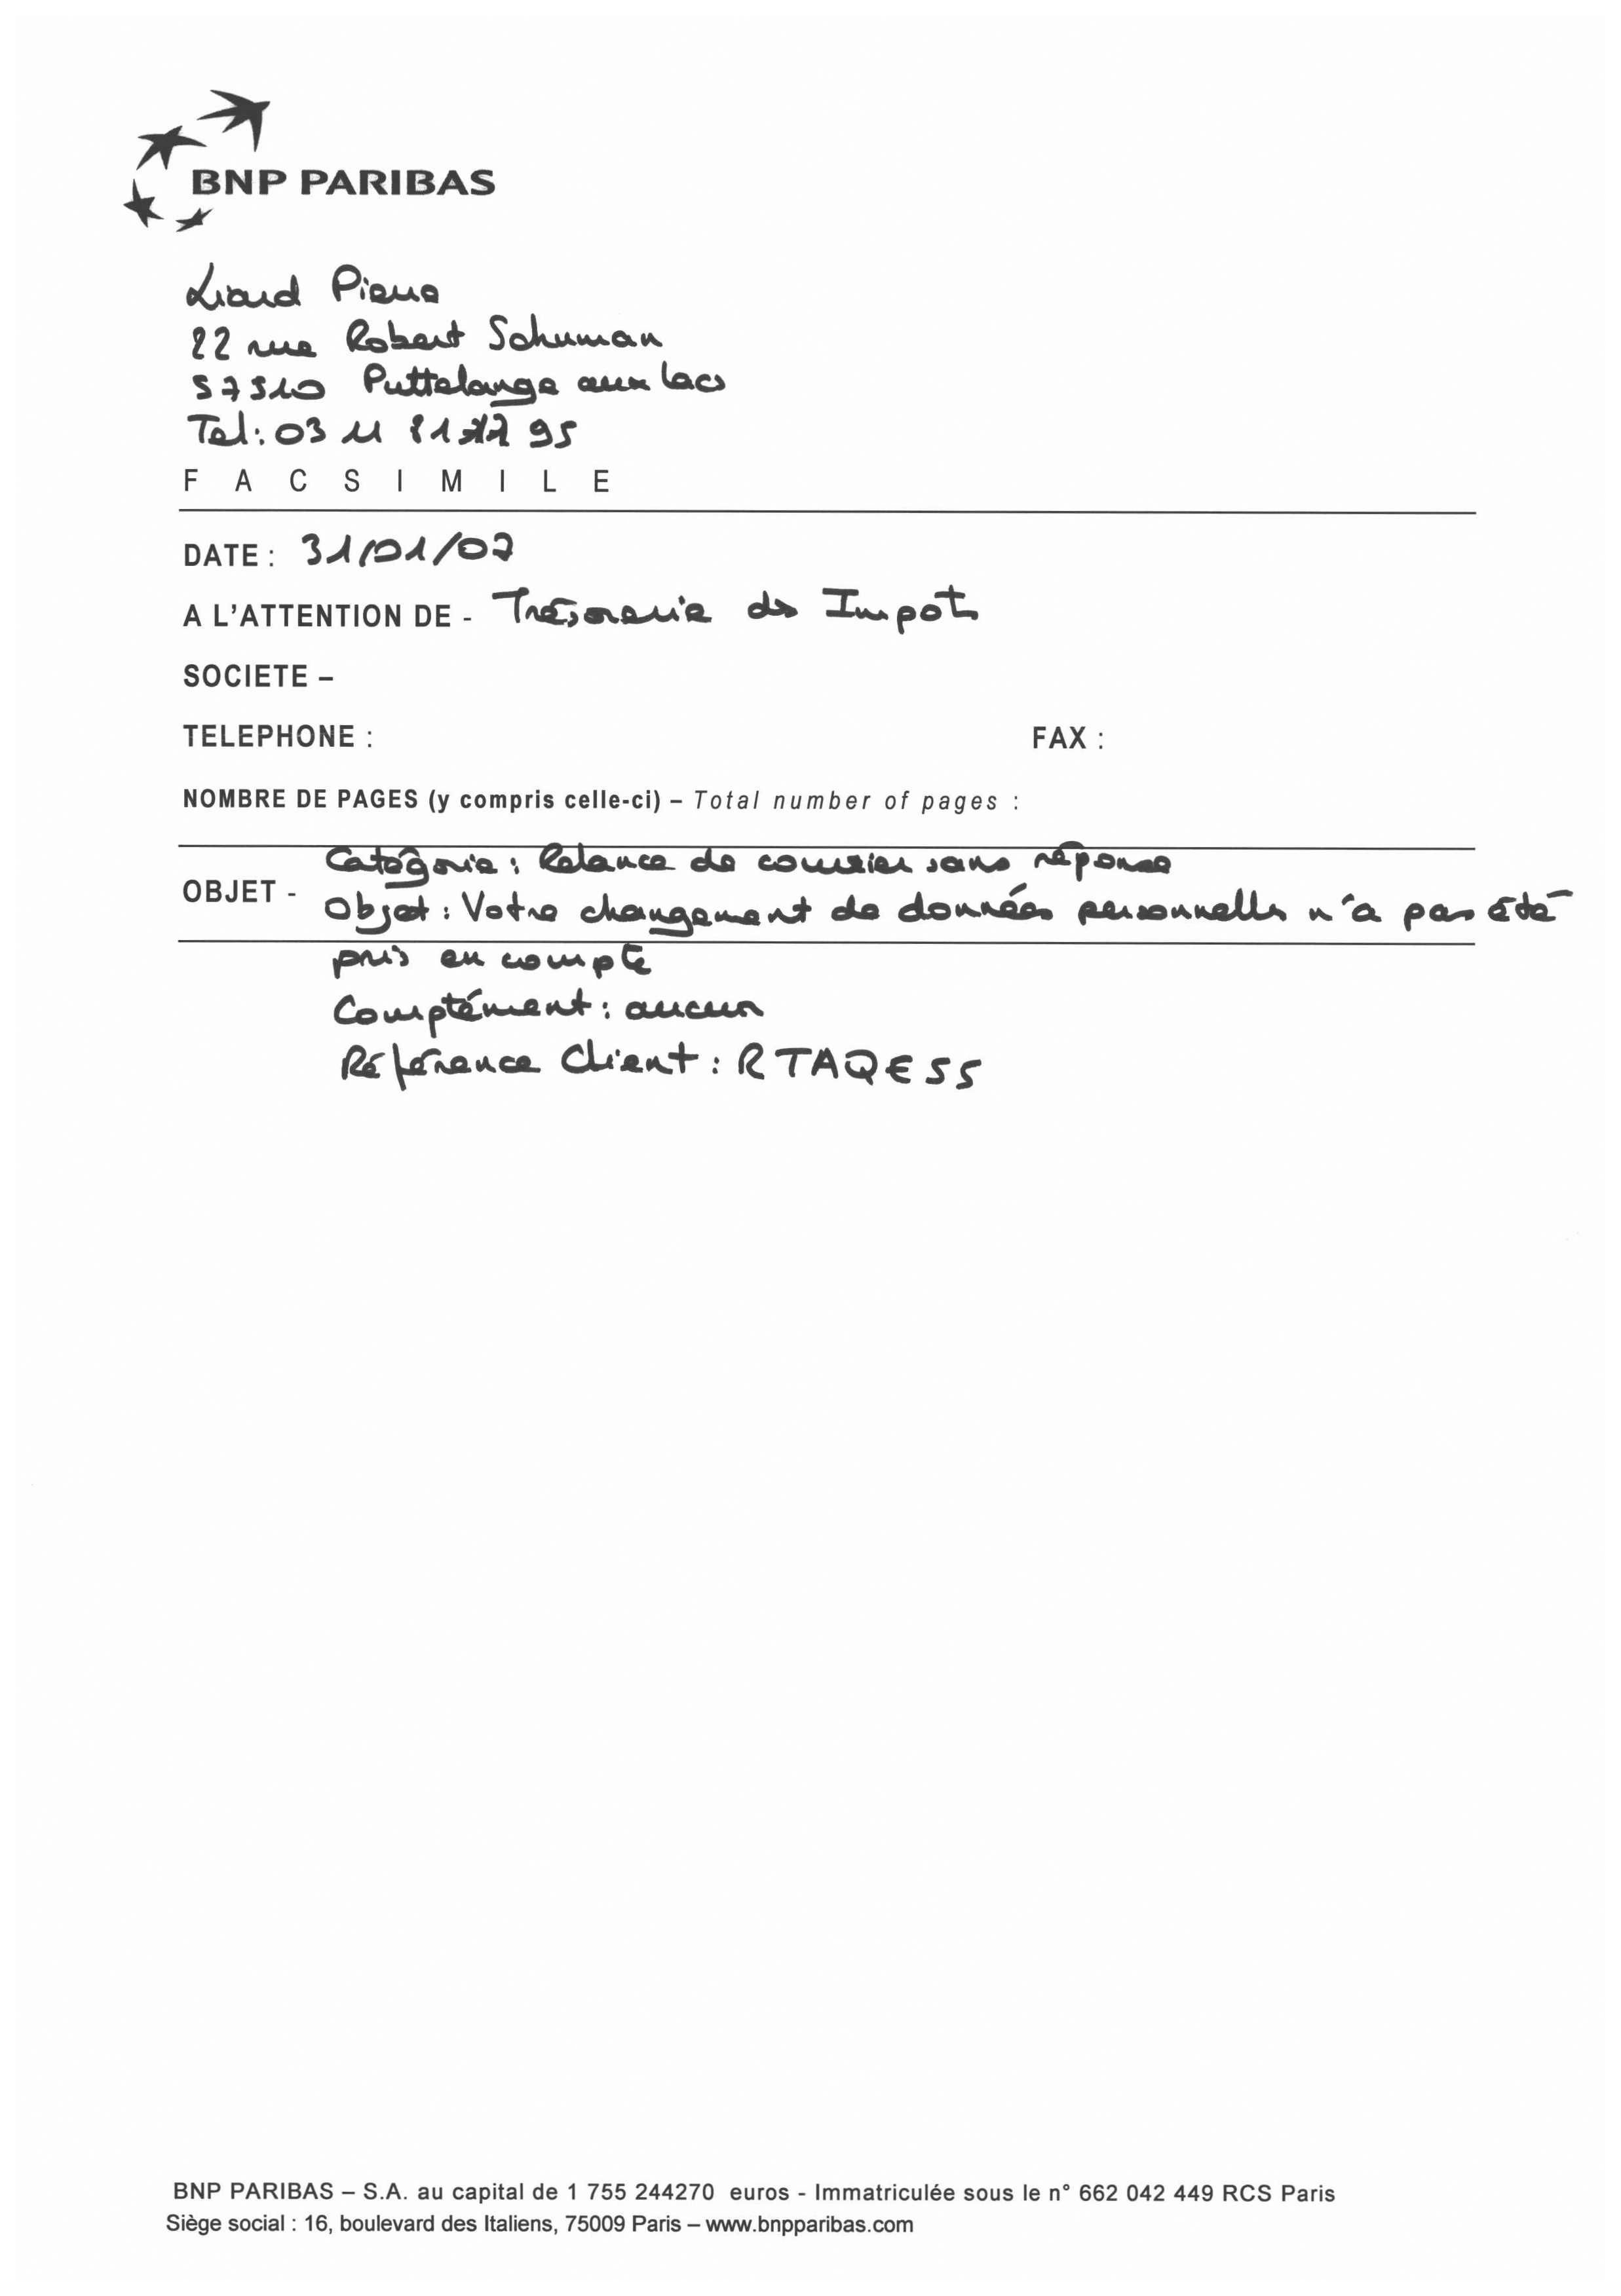 BNP PARIBAS
Liard Pierre
22 rue Robert Schuman
57510 Puttelange aux lacs
Tel: 03 11 81 95
F A C S I M I L E
DATE : 31/01/07
A L'ATTENTION DE - Trésorerie des Impots
SOCIETE –
TELEPHONE : FAX :
NOMBRE DE PAGES (y compris celle-ci) – Total number of pages :
Catégorie : Relance de courrier sans réponse
OBJET - Objet : Votre changement de données personnelles n'a pas été
pris en compte
Complément : aucun
Référence Client : RTAQE55
BNP PARIBAS – S.A. au capital de 1 755 244270 euros - Immatriculée sous le n° 662 042 449 RCS Paris
Siège social : 16, boulevard des Italiens, 75009 Paris – www.bnpparibas.com